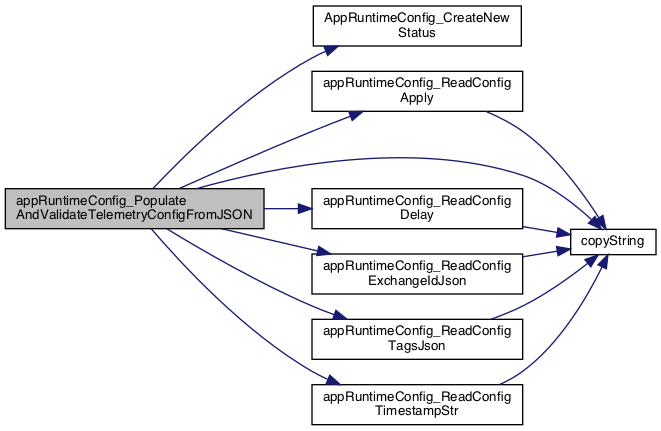 AppRuntimeConfig_CreateNew
Status
appRuntimeConfig_ReadConfig
Apply
appRuntimeConfig_Populate
AndValidateTelemetryConfigFromJSON
appRuntimeConfig_ReadConfig
Delay
copyString
appRuntimeConfig_ReadConfig
ExchangeIdJson
appRuntimeConfig_ReadConfig
TagsJson
appRuntimeConfig_ReadConfig
TimestampStr